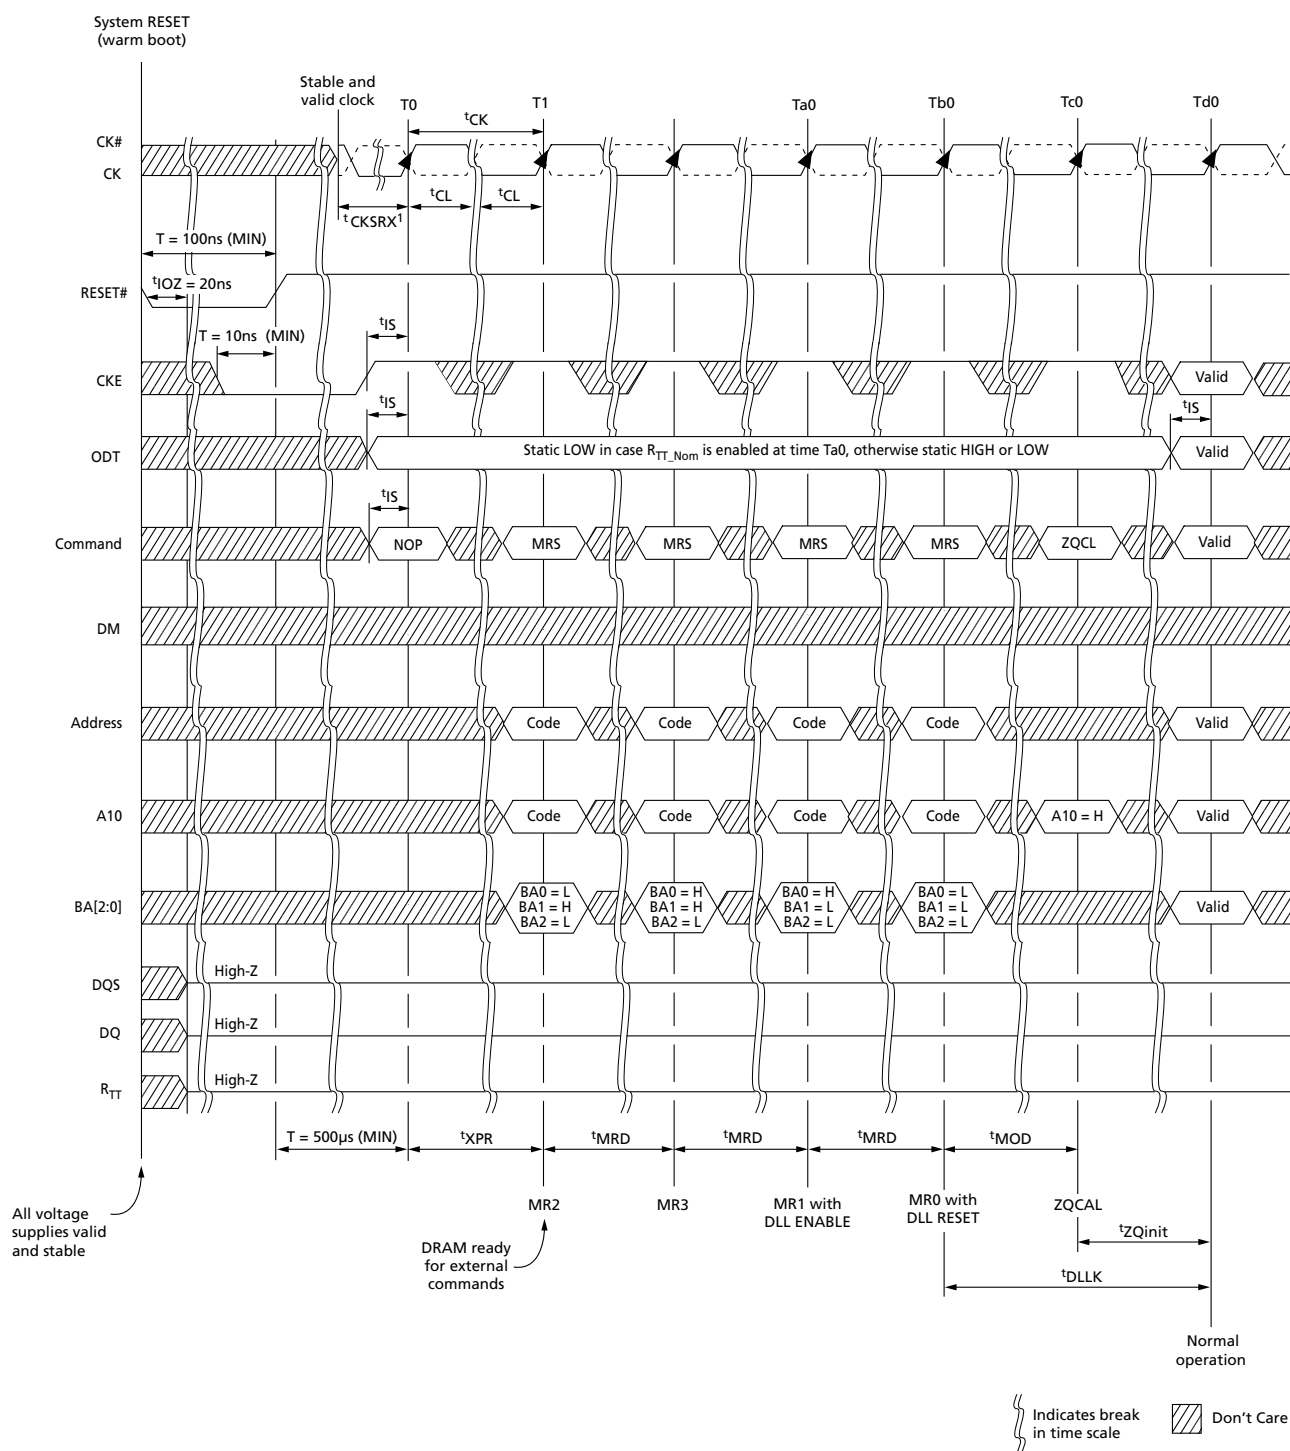 System RESET
(warm boot)
Stable and
valid clock
T0
T1
Ta0
Tb0
Tc0
Td0
tCK
CK#
CK
tCL
tCL
tCKSRX1
T = 100ns (MIN)
tIOZ = 20ns
RESET#
T = 10ns (MIN)
tIS
CKE
Valid
tIS
tIS
ODT
Static LOW in case RTT_Nom is enabled at time Ta0, otherwise static HIGH or LOW
Valid
tIS
Command
NOP
MRS
MRS
MRS
MRS
ZQCL
Valid
DM
Address
Code
Code
Code
Code
Valid
A10
Code
Code
Code
Code
A10 = H
Valid
BA[2:0]
BA0 = L
BA1 = H
BA2 = L
BA0 = H
BA1 = H
BA2 = L
BA0 = H
BA1 = L
BA2 = L
BA0 = L
BA1 = L
BA2 = L
Valid
DQS
High-Z
DQ
High-Z
RTT
High-Z
T = 500µs (MIN)
tXPR
tMRD
tMRD
tMRD
tMOD
All voltage
supplies valid
and stable
MR2
MR3
MR1 with
DLL ENABLE
MR0 with
DLL RESET
ZQCAL
DRAM ready
for external
commands
tZQinit
tDLLK
Normal
operation
Indicates break
in time scale
Don't Care